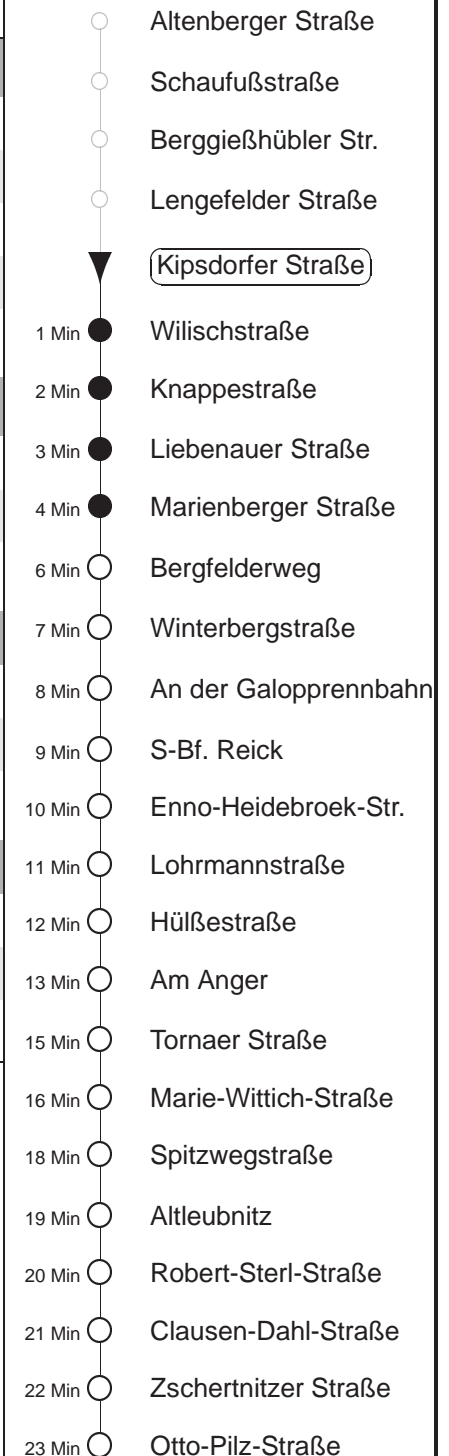 Altenberger Straße
Schaufußstraße
Berggießhübler Str.
Lengefelder Straße
Kipsdorfer Straße
1 Min Wilischstraße
2 Min Knappestraße
3 Min Liebenauer Straße
4 Min Marienberger Straße
6 Min Bergfelderweg
7 Min Winterbergstraße
8 Min An der Galopprennbahn
9 Min S-Bf. Reick
10 Min Enno-Heidebroek-Str.
11 Min Lohrmannstraße
12 Min Hülßestraße
13 Min Am Anger
15 Min Tornaer Straße
16 Min Marie-Wittich-Straße
18 Min Spitzwegstraße
19 Min Altleubnitz
20 Min Robert-Sterl-Straße
21 Min Clausen-Dahl-Straße
22 Min Zschertnitzer Straße
23 Min Otto-Pilz-Straße